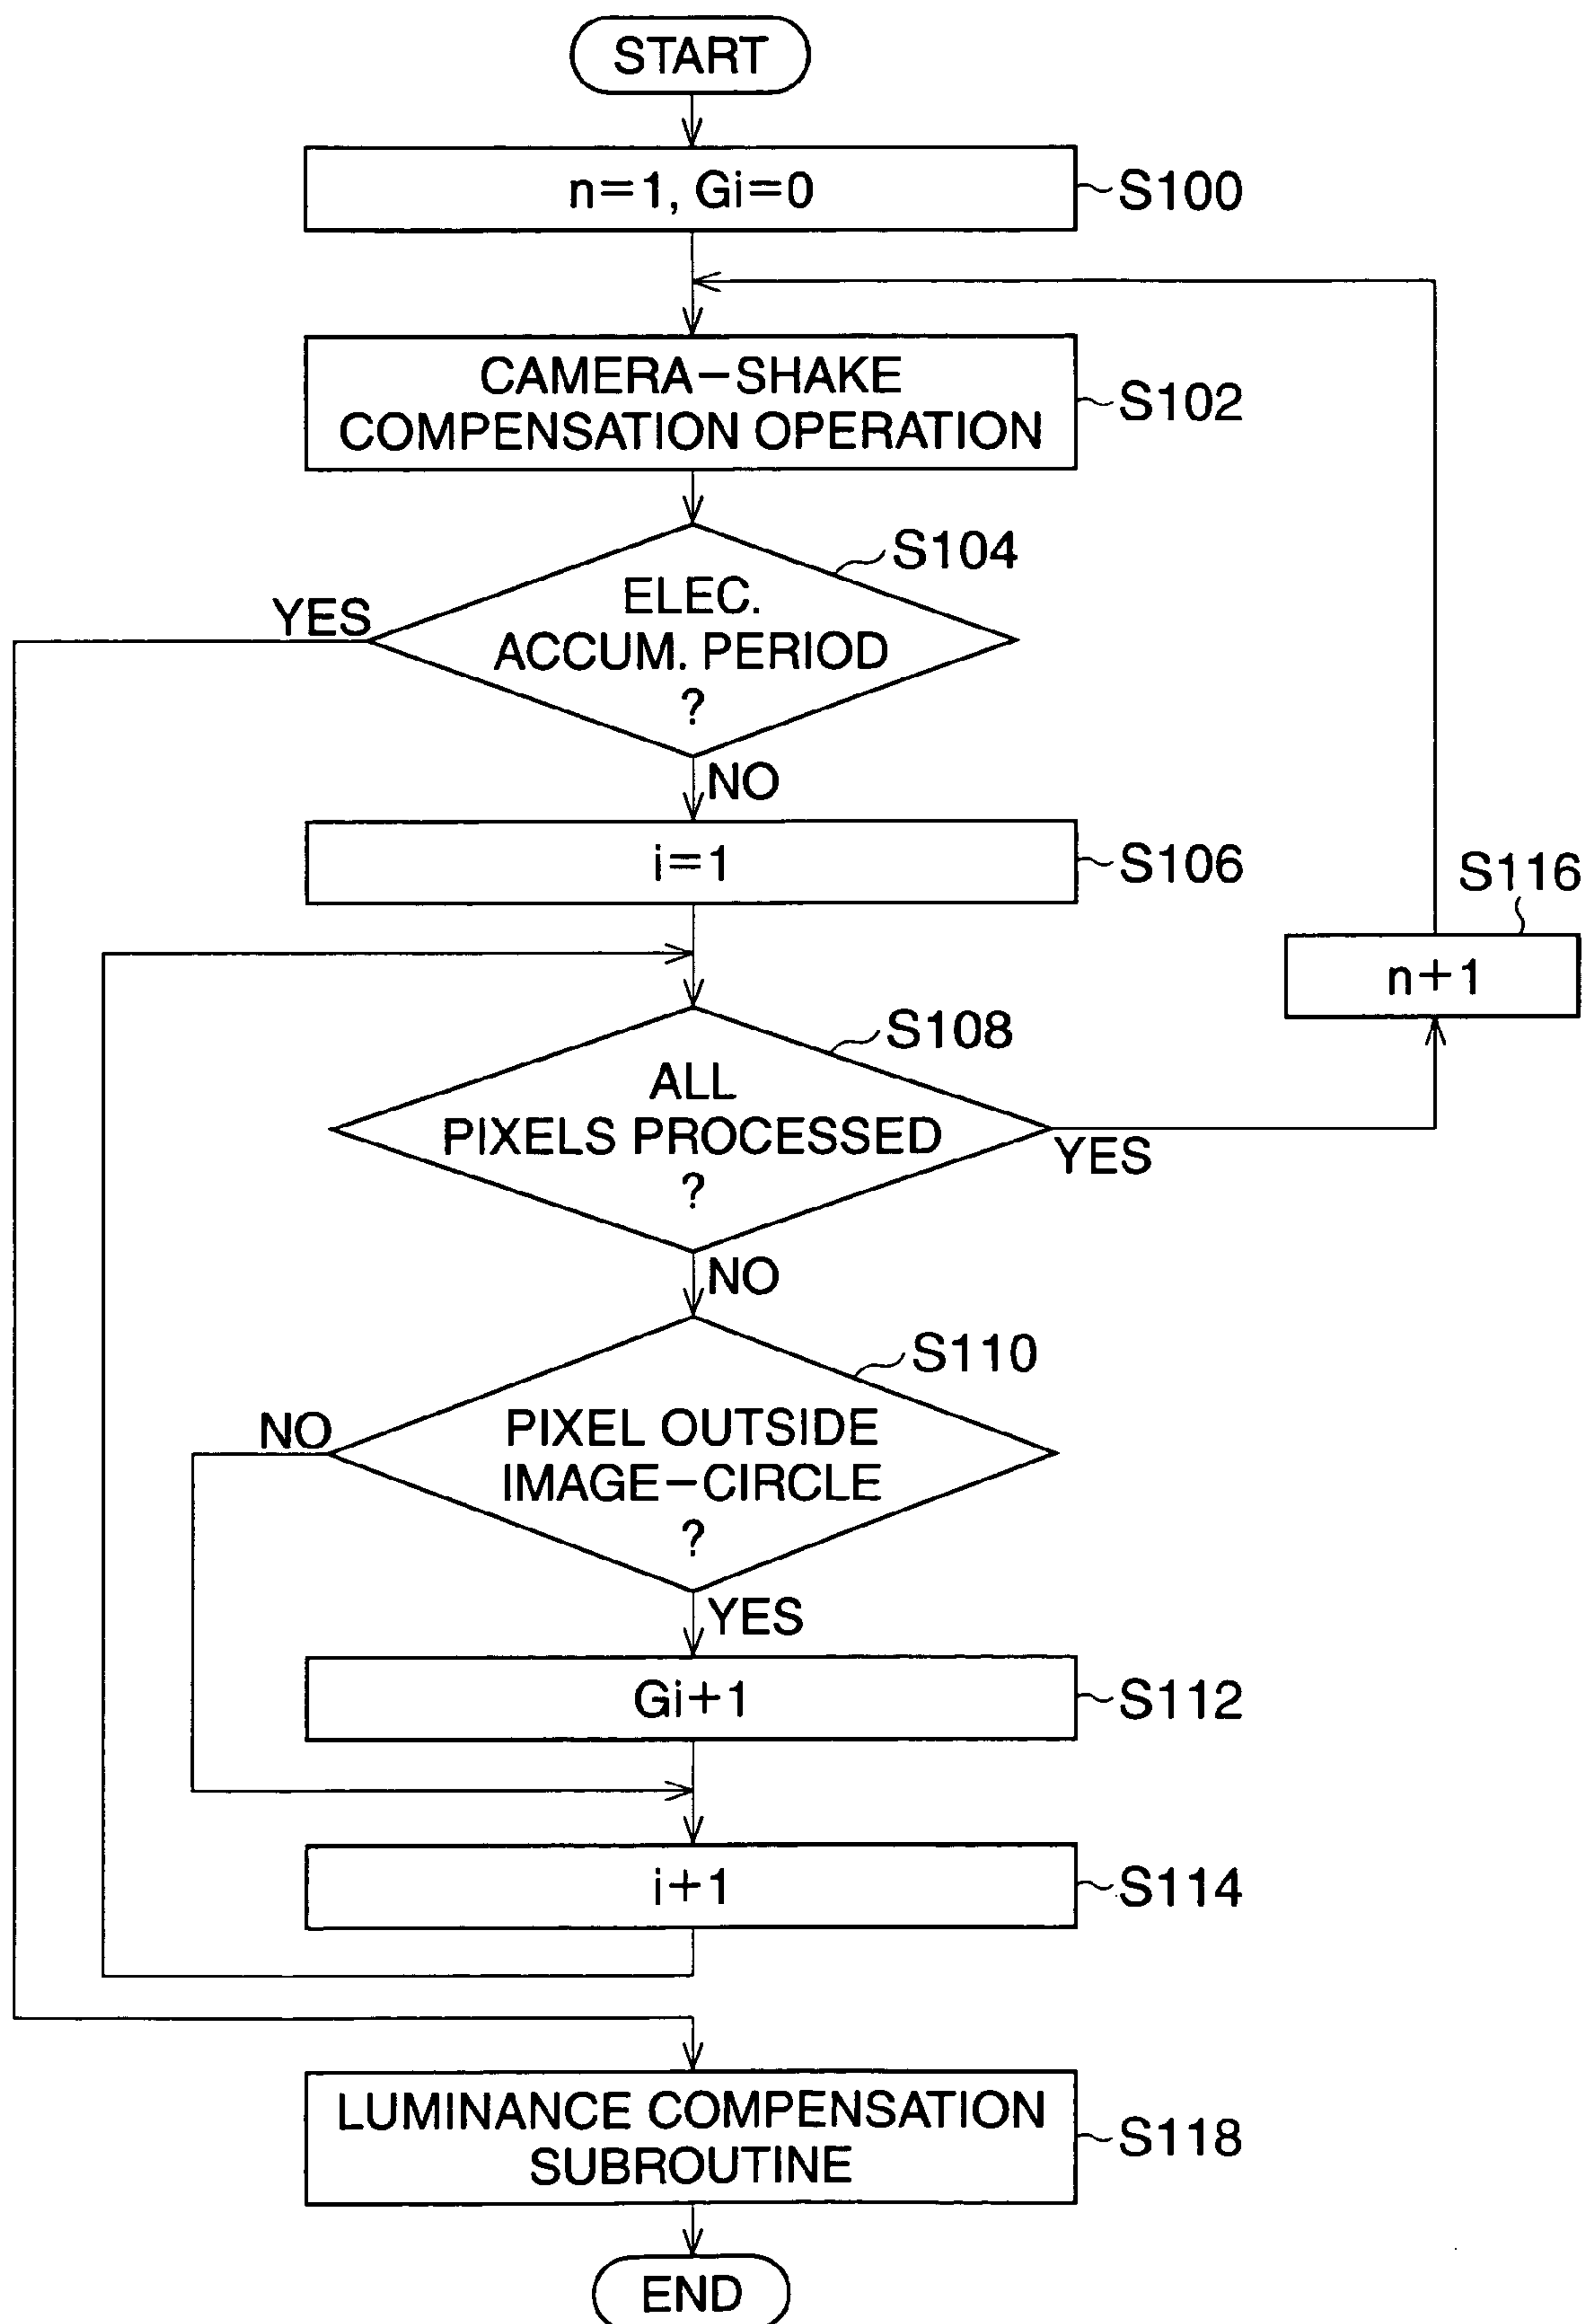 START
n=1, Gi=0
S100
CAMERA-SHAKE
COMPENSATION OPERATION
S102
S104
ELEC.
ACCUM. PERIOD
?
YES
NO
i=1
S106
S116
n+1
S108
ALL
PIXELS PROCESSED
?
YES
NO
S110
PIXEL OUTSIDE
IMAGE-CIRCLE
?
NO
YES
Gi+1
S112
i+1
S114
LUMINANCE COMPENSATION
SUBROUTINE
S118
END